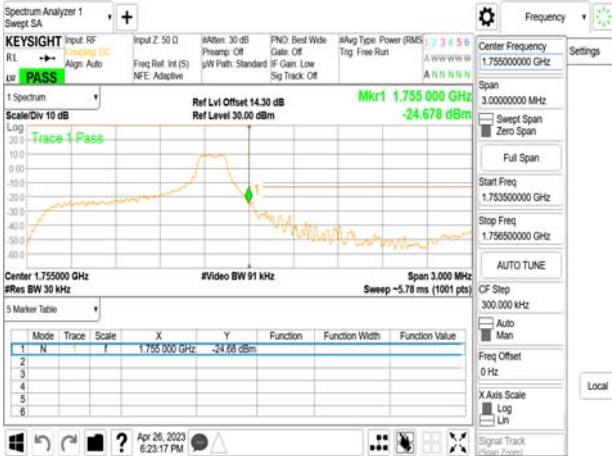 Spectrum Analyzer 1
Swept SA
+
Frequency
KEYSIGHT
RL
LW PASS
Input: RF
Coupling: DC
Align: Auto
Input Z: 50 Ω
Freq Ref: Int (S)
NFE: Adaptive
#Atten: 30 dB
Preamp: Off
µW Path: Standard
PNO: Best Wide
Gate: Off
IF Gain: Low
Sig Track: Off
#Avg Type: Power (RMS
Trig: Free Run
1 2 3 4 5 6
A W W W W W
A N N N N N
1 Spectrum
Scale/Div 10 dB
Ref Lvl Offset 14.30 dB
Ref Level 30.00 dBm
Mkr1 1.755 000 GHz
-24.678 dBm
Log
Trace 1 Pass
20.0
10.0
0.00
-10.0
-20.0
-30.0
-40.0
-50.0
-60.0
1
Center 1.755000 GHz
#Res BW 30 kHz
#Video BW 91 kHz
Span 3.000 MHz
Sweep ~5.78 ms (1001 pts)
5 Marker Table
Mode Trace Scale X Y Function Function Width Function Value
1 N 1 f 1.755 000 GHz -24.68 dBm
2
3
4
5
6
?
Apr 26, 2023
6:23:17 PM
Center Frequency
1.755000000 GHz
Settings
Span
3.00000000 MHz
Swept Span
Zero Span
Full Span
Start Freq
1.753500000 GHz
Stop Freq
1.756500000 GHz
AUTO TUNE
CF Step
300.000 kHz
Auto
Man
Freq Offset
0 Hz
Local
X Axis Scale
Log
Lin
Signal Track
(Span Zoom)